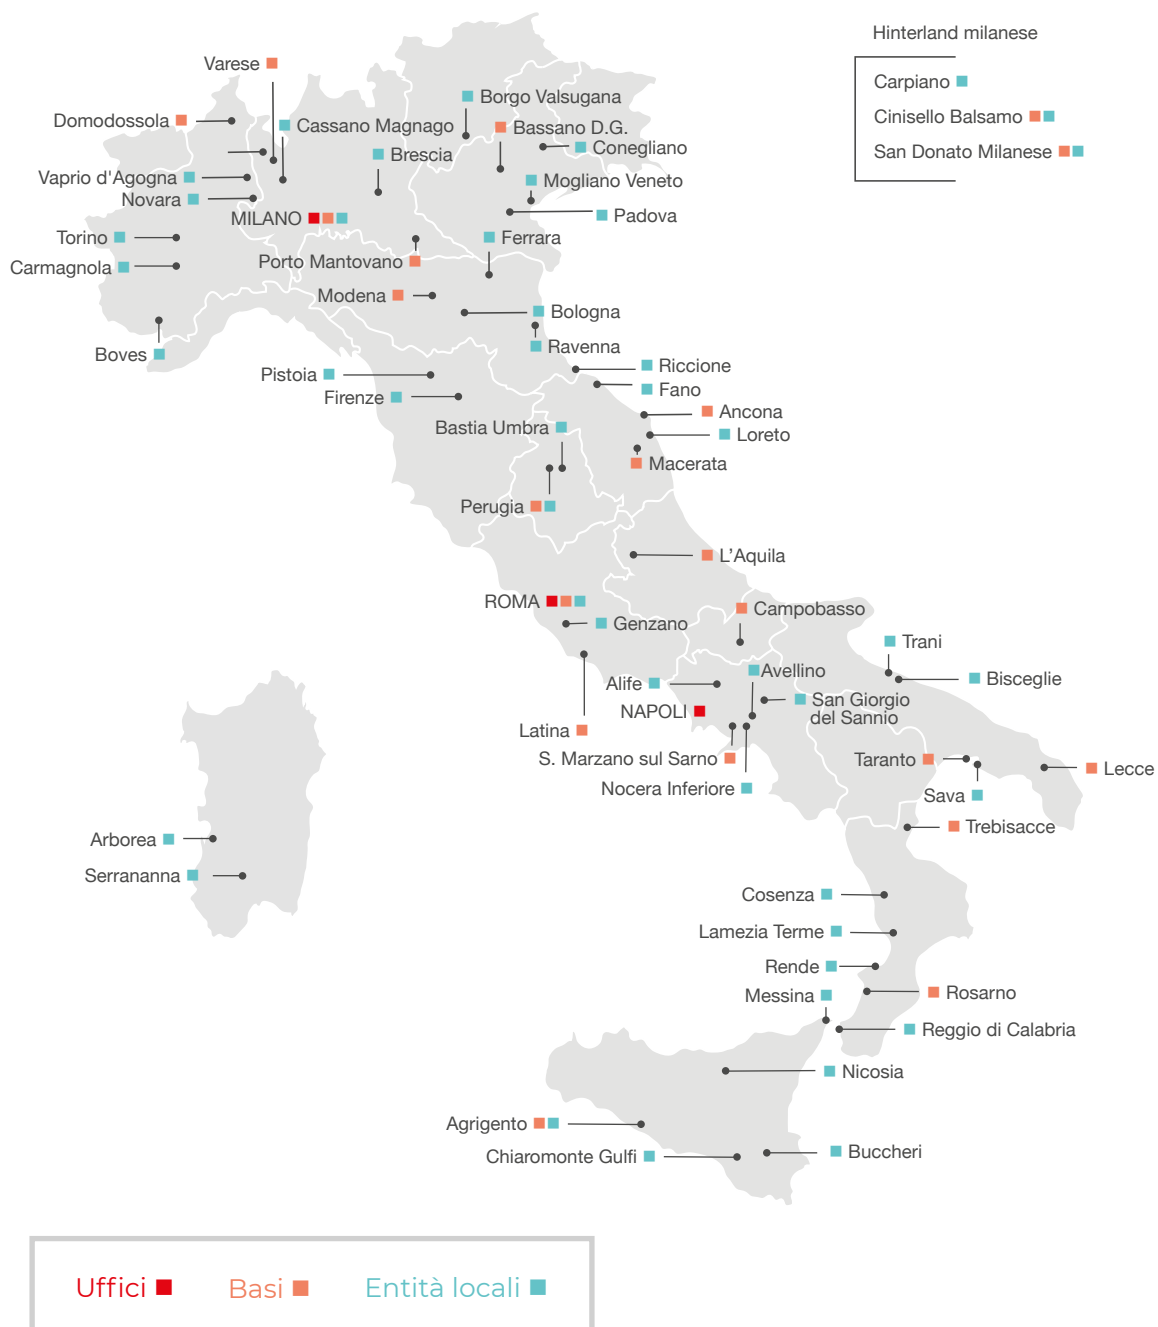 Hinterland milanese
Carpiano
Cinisello Balsamo
San Donato Milanese
Varese
Domodossola
Borgo Valsugana
Cassano Magnago
Bassano D.G.
Conegliano
Brescia
Vaprio d'Agogna
Mogliano Veneto
Novara
MILANO
Padova
Torino
Ferrara
Carmagnola
Porto Mantovano
Modena
Bologna
Boves
Ravenna
Pistoia
Riccione
Firenze
Fano
Ancona
Bastia Umbra
Loreto
Macerata
Perugia
L'Aquila
ROMA
Campobasso
Genzano
Trani
Avellino
Bisceglie
Alife
San Giorgio
del Sannio
NAPOLI
Latina
S. Marzano sul Sarno
Taranto
Lecce
Nocera Inferiore
Sava
Trebisacce
Arborea
Serrananna
Cosenza
Lamezia Terme
Rende
Rosarno
Messina
Reggio di Calabria
Nicosia
Agrigento
Chiaromonte Gulfi
Buccheri
Uffici Basi Entità locali